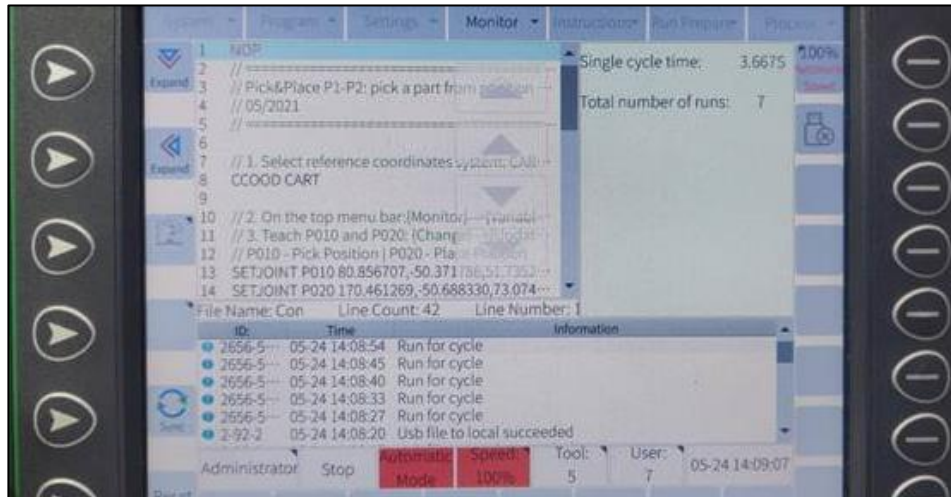 System Program Settings Monitor Instructions Run Prepare Process
Expand
Expand
Sync
1 NOP
2 //==========================
3 // Pick&Place P1-P2: pick a part from position ...
4 // 05/2021
5 //==========================
6
7 // 1. Select reference coordinates system: CAR...
8 CCOOD CART
9
10 // 2. On the top menu bar:{Monitor}
11 // 3. Teach P010 and P020: {Change}
12 // P010 - Pick Position | P020 - Place Position
13 SETJOINT P010 80.856707,-50.371
14 SETJOINT P020 170.461269,-50.688330,73.074...
File Name: Con Line Count: 42 Line Number: 1
Single cycle time: 3.6675
Total number of runs: 7
100%
Speed
ID: Time Information
2656-5... 05-24 14:08:54 Run for cycle
2656-5... 05-24 14:08:45 Run for cycle
2656-5... 05-24 14:08:40 Run for cycle
2656-5... 05-24 14:08:33 Run for cycle
2656-5... 05-24 14:08:27 Run for cycle
2-92-2 05-24 14:08:20 Usb file to local succeeded
Administrator Stop Automatic Mode Speed: 100% Tool: 5 User: 7 05-24 14:09:07